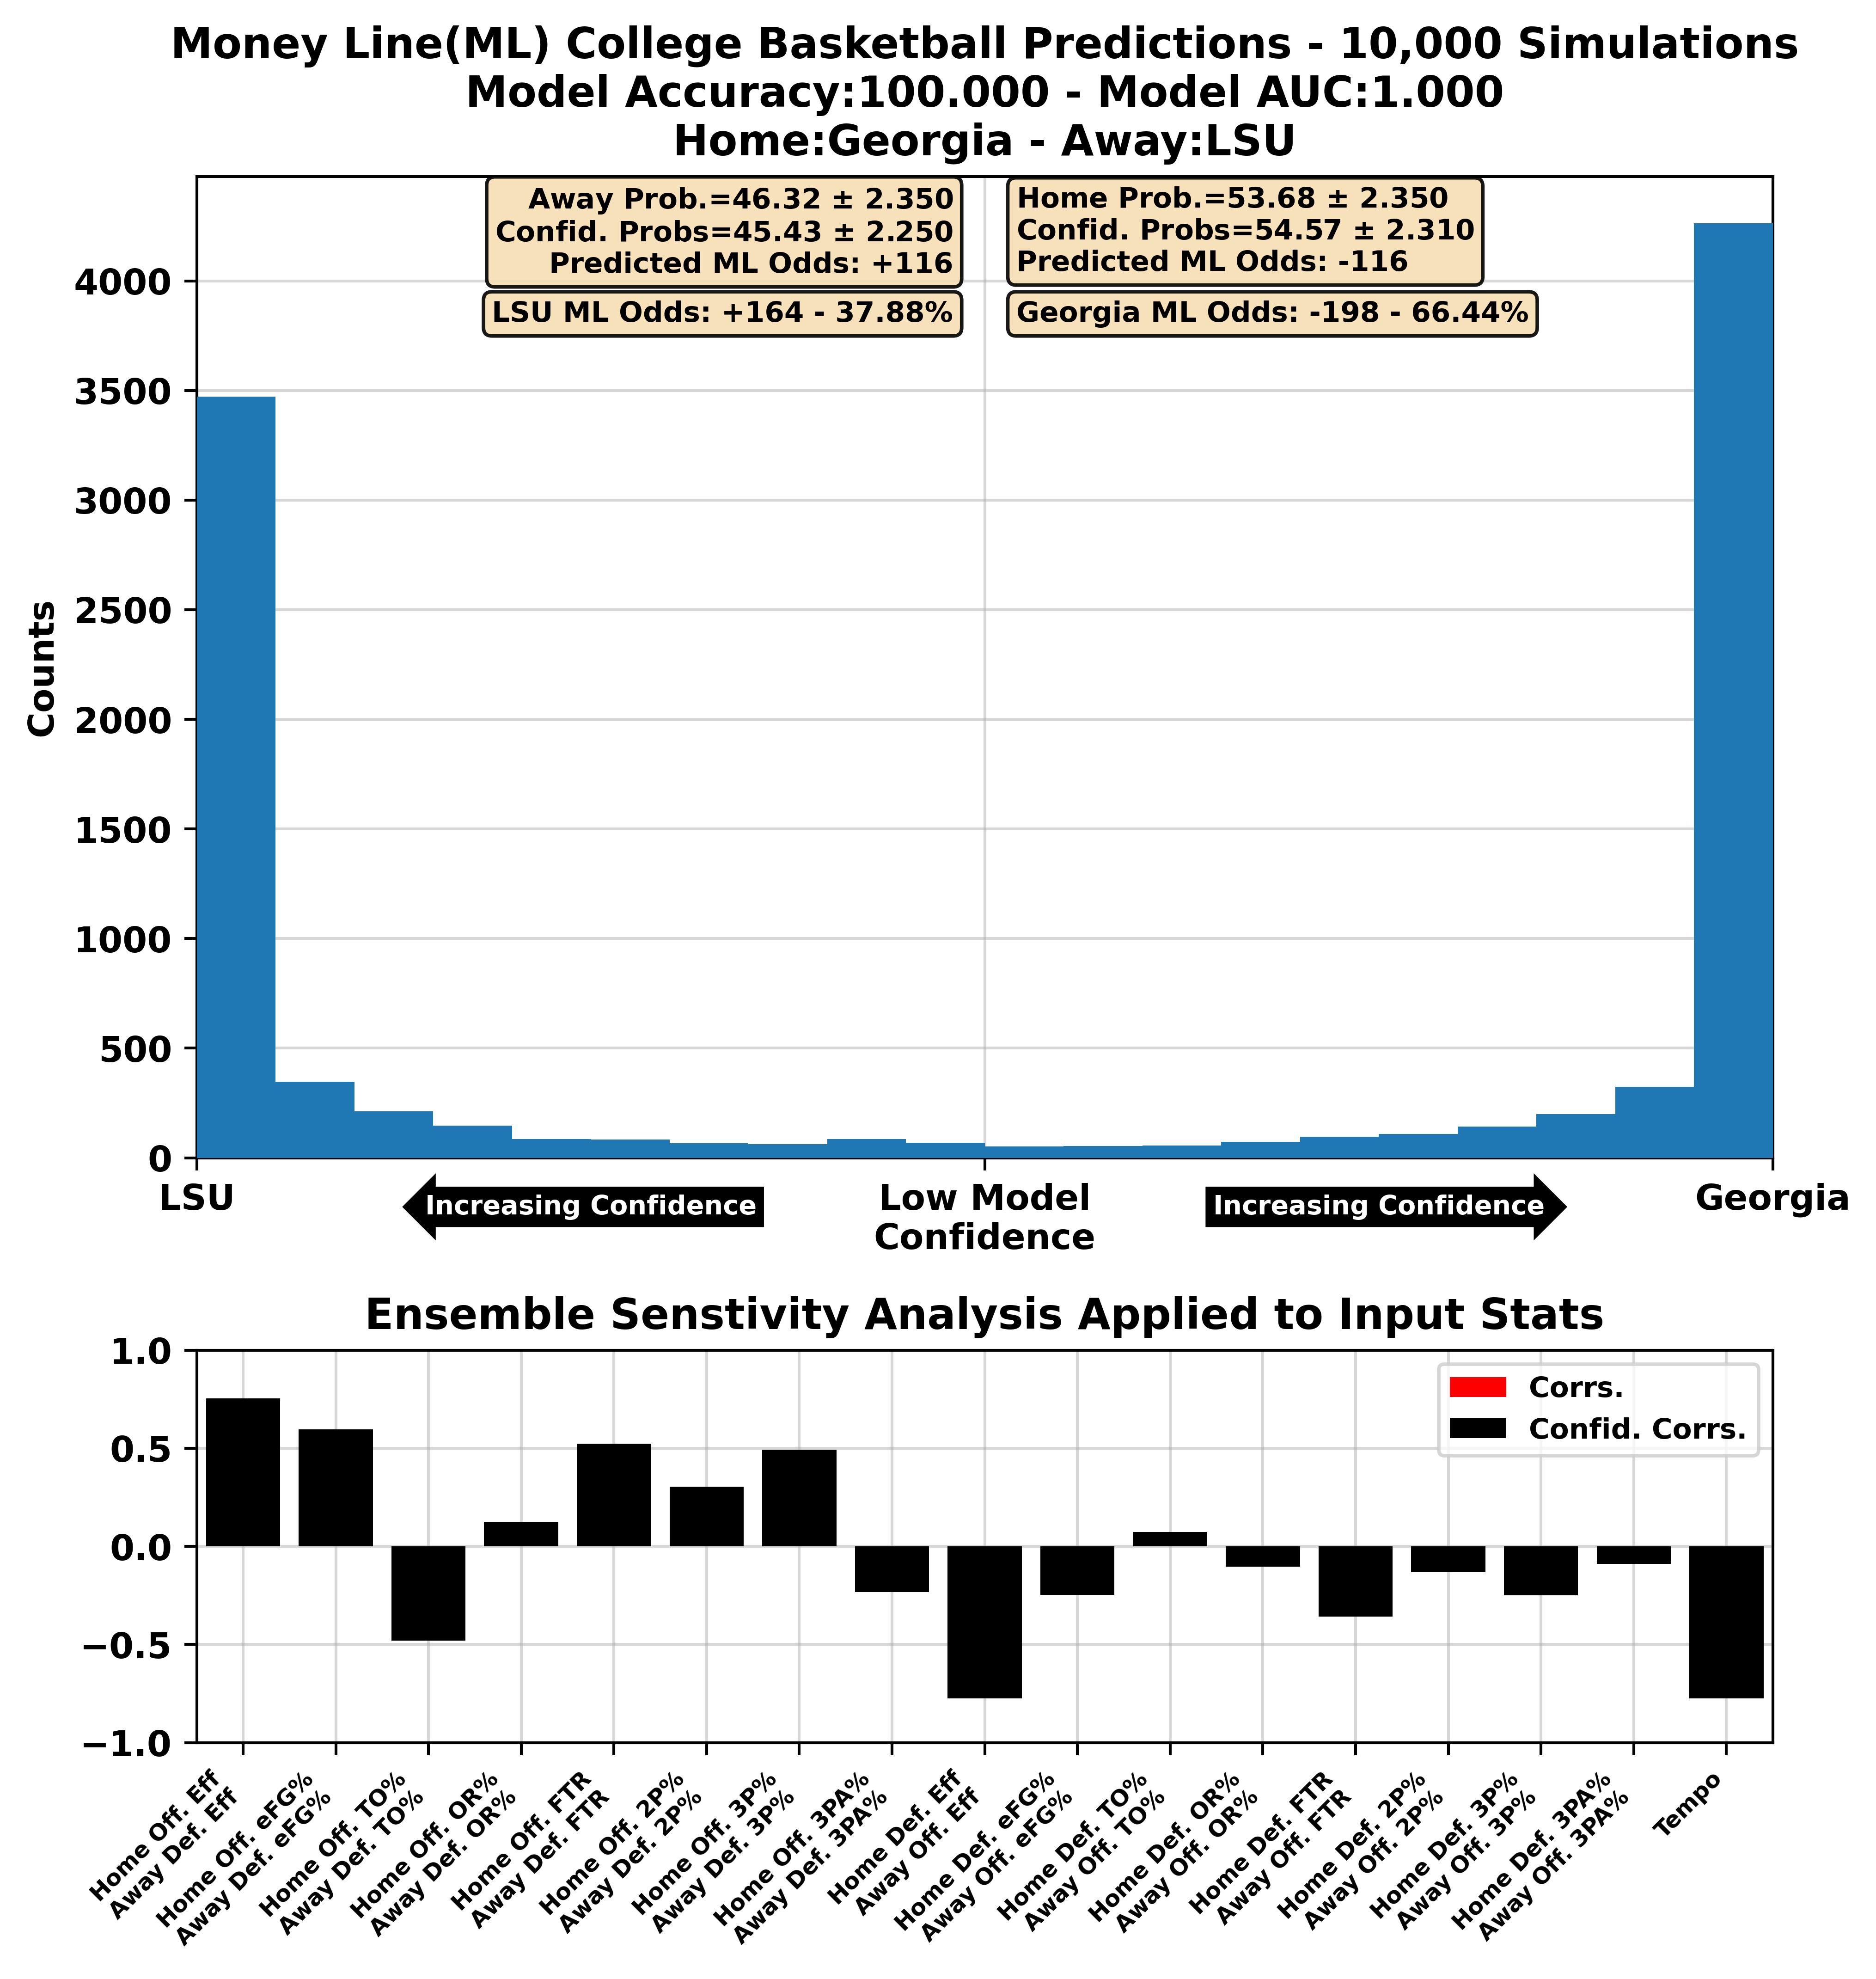 Money Line(ML) College Basketball Predictions - 10,000 Simulations
Model Accuracy:100.000 - Model AUC:1.000
Home:Georgia - Away:LSU
Away Prob.=46.32 ± 2.350
Confid. Probs=45.43 ± 2.250
Predicted ML Odds: +116
LSU ML Odds: +164 - 37.88%
Home Prob.=53.68 ± 2.350
Confid. Probs=54.57 ± 2.310
Predicted ML Odds: -116
Georgia ML Odds: -198 - 66.44%
Counts
4000
3500
3000
2500
2000
1500
1000
500
0
LSU
Increasing Confidence
Low Model
Confidence
Increasing Confidence
Georgia
Ensemble Senstivity Analysis Applied to Input Stats
1.0
0.5
0.0
−0.5
−1.0
Corrs.
Confid. Corrs.
Home Off. Eff
Away Def. Eff
Home Off. eFG%
Away Def. eFG%
Home Off. TO%
Away Def. TO%
Home Off. OR%
Away Def. OR%
Home Off. FTR
Away Def. FTR
Home Off. 2P%
Away Def. 2P%
Home Off. 3P%
Away Def. 3P%
Home Off. 3PA%
Away Def. 3PA%
Home Def. Eff
Away Off. Eff
Home Def. eFG%
Away Off. eFG%
Home Def. TO%
Away Off. TO%
Home Def. OR%
Away Off. OR%
Home Def. FTR
Away Off. FTR
Home Def. 2P%
Away Off. 2P%
Home Def. 3P%
Away Off. 3P%
Home Def. 3PA%
Away Off. 3PA%
Tempo